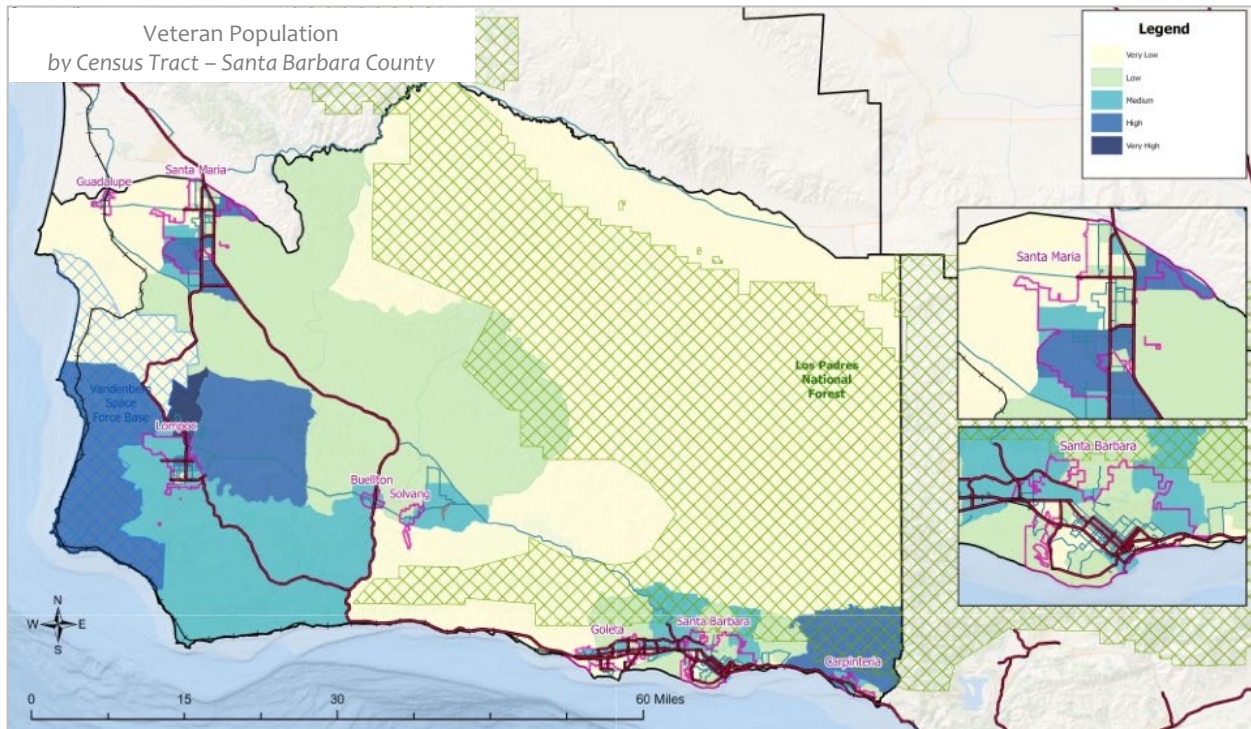 Veteran Population
by Census Tract – Santa Barbara County
Legend
Very Low
Low
Medium
High
Very High
Santa Maria
Guadalupe
Santa Maria
Los Padres
National
Forest
Vandenberg
Space
Force Base
Lompoc
Santa Barbara
Buellton
Solvang
N
W E
S
Goleta
Santa Barbara
Carpinteria
0 15 30 60 Miles